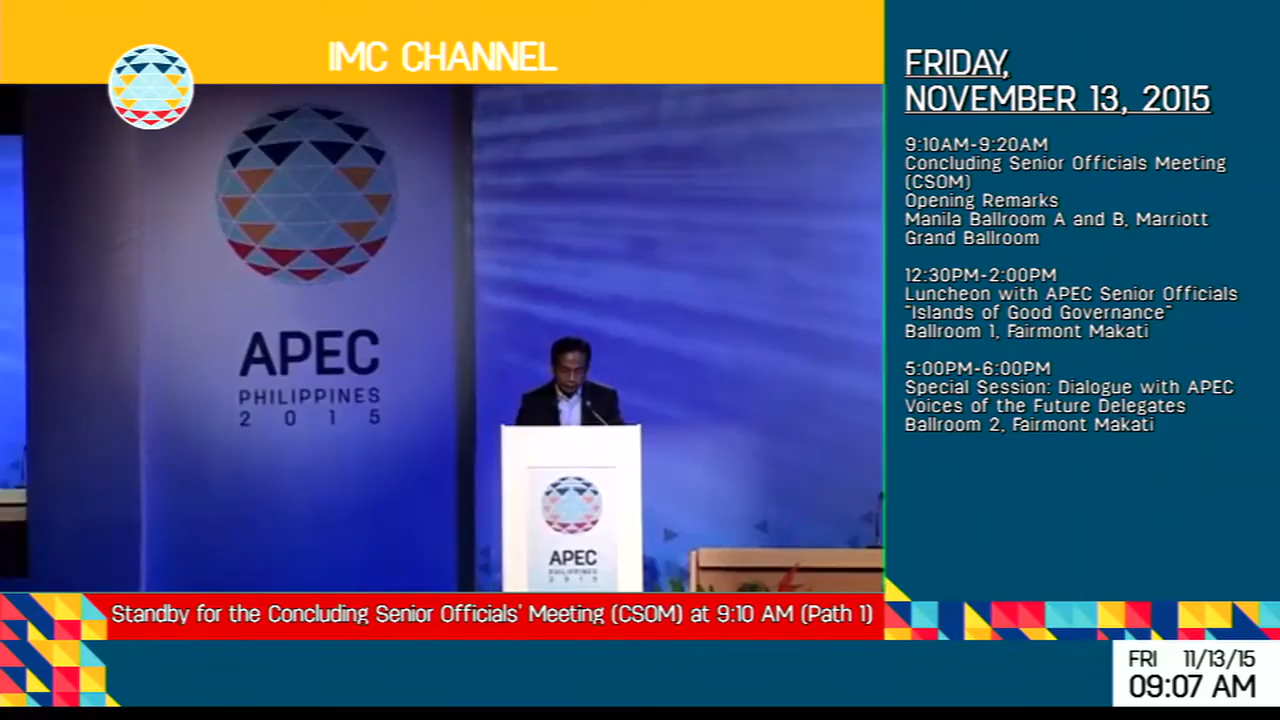 IMC CHANNEL
APEC
PHILIPPINES
2015
APEC
PHILIPPINES
2015
Standby for the Concluding Senior Officials' Meeting (CSOM) at 9:10 AM (Path 1)
FRIDAY,
NOVEMBER 13, 2015
9:10AM-9:20AM
Concluding Senior Officials Meeting
(CSOM)
Opening Remarks
Manila Ballroom A and B, Marriott
Grand Ballroom
12:30PM-2:00PM
Luncheon with APEC Senior Officials
"Islands of Good Governance"
Ballroom 1, Fairmont Makati
5:00PM-6:00PM
Special Session: Dialogue with APEC
Voices of the Future Delegates
Ballroom 2, Fairmont Makati
FRI 11/13/15
09:07 AM